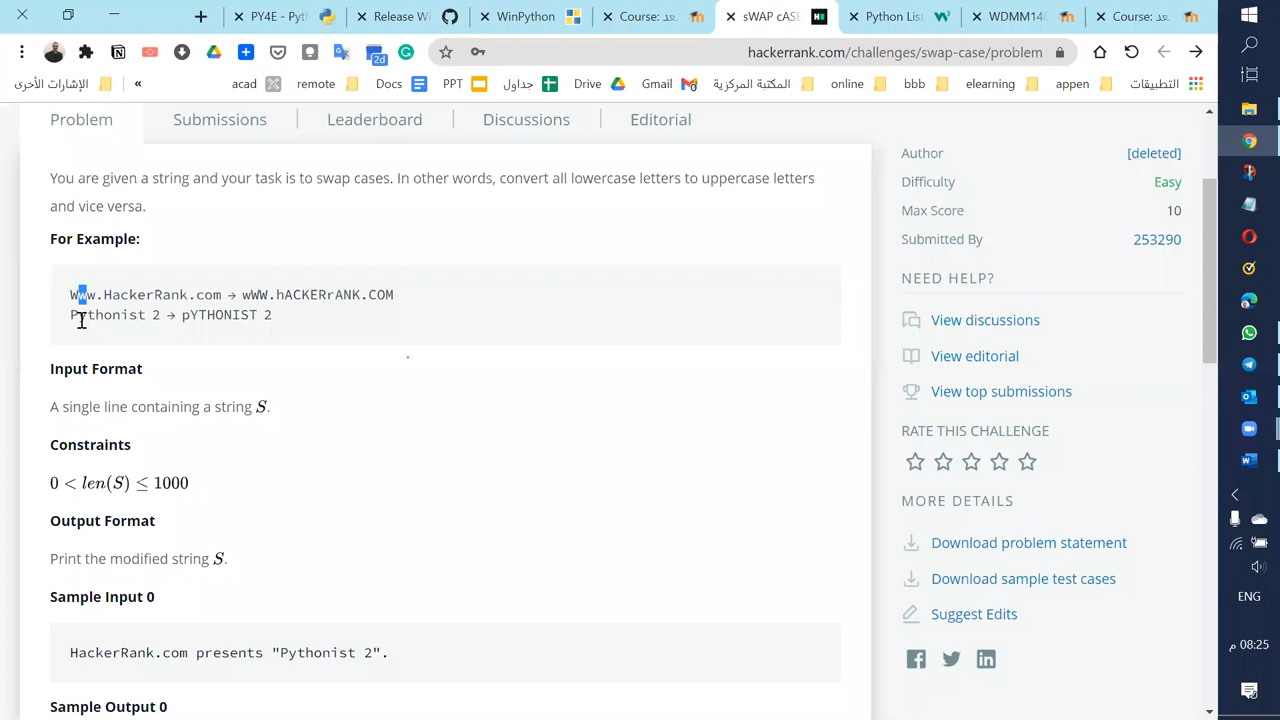 PY4E - Pytl
Release Wi
WinPython
Course: بعد
sWAP cASE
Python List
WDMM140
Course: بعد
2d
hackerrank.com/challenges/swap-case/problem
الإشارات الأخرى
»
acad
remote
Docs
PPT
جداول
Drive
Gmail
المكتبة المركزية
online
bbb
elearning
appen
التطبيقات
Problem
Submissions
Leaderboard
Discussions
Editorial
You are given a string and your task is to swap cases. In other words, convert all lowercase letters to uppercase letters
and vice versa.
For Example:
Www.HackerRank.com → wWW.hACKERrANK.COM
Pythonist 2 → pYTHONIST 2
Input Format
A single line containing a string S.
Constraints
0 < len(S) ≤ 1000
Output Format
Print the modified string S.
Sample Input 0
HackerRank.com presents "Pythonist 2".
Sample Output 0
Author [deleted]
Difficulty Easy
Max Score 10
Submitted By 253290
NEED HELP?
View discussions
View editorial
View top submissions
RATE THIS CHALLENGE
MORE DETAILS
Download problem statement
Download sample test cases
Suggest Edits
ENG
08:25 م